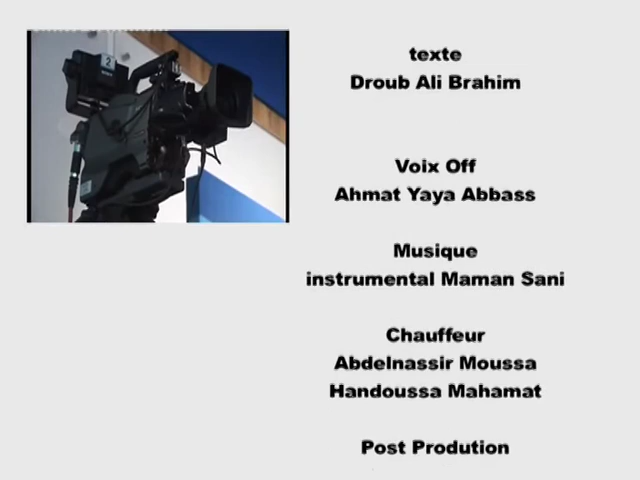 2
texte
Droub Ali Brahim
Voix Off
Ahmat Yaya Abbass
Musique
instrumental Maman Sani
Chauffeur
Abdelnassir Moussa
Handoussa Mahamat
Post Prodution